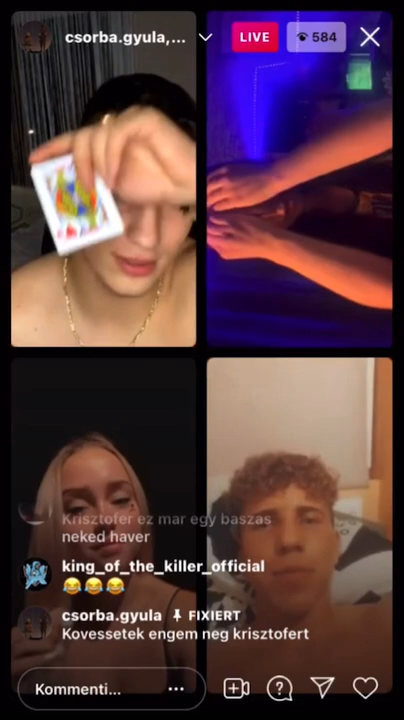 csorba.gyula,...
LIVE
584
Krisztofer ez mar egy baszas
neked haver
king_of_the_killer_official
😂😂😂
csorba.gyula FIXIERT
Kovessetek engem neg krisztofert
Kommenti...